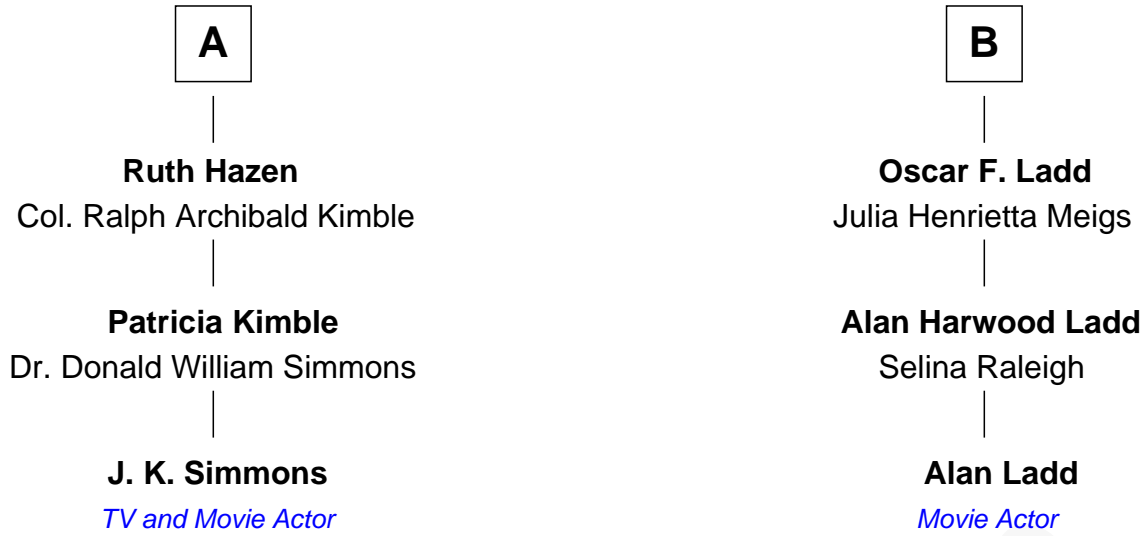 A
Ruth Hazen
Col. Ralph Archibald Kimble
Patricia Kimble
Dr. Donald William Simmons
J. K. Simmons
TV and Movie Actor
B
Oscar F. Ladd
Julia Henrietta Meigs
Alan Harwood Ladd
Selina Raleigh
Alan Ladd
Movie Actor